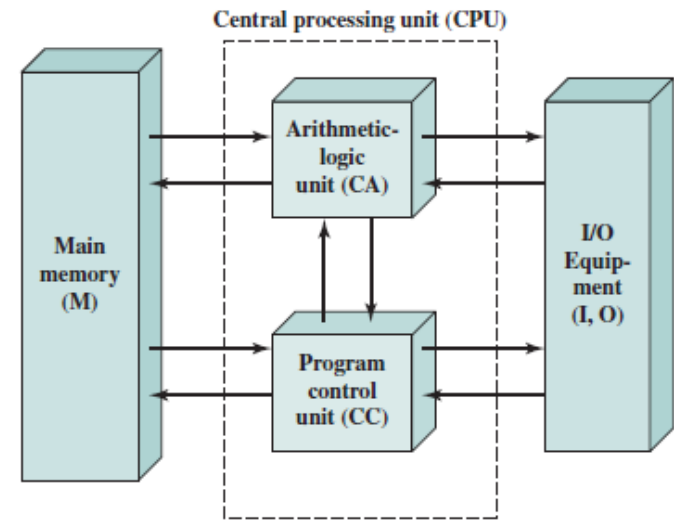 Central processing unit (CPU)
Arithmetic-
logic
unit (CA)
Main
memory
(M)
I/O
Equip-
ment
(I, O)
Program
control
unit (CC)